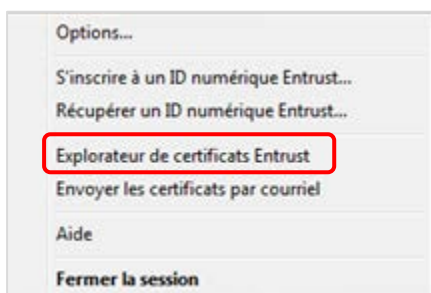 Options...
S'inscrire à un ID numérique Entrust...
Récupérer un ID numérique Entrust...
Explorateur de certificats Entrust
Envoyer les certificats par courriel
Aide
Fermer la session